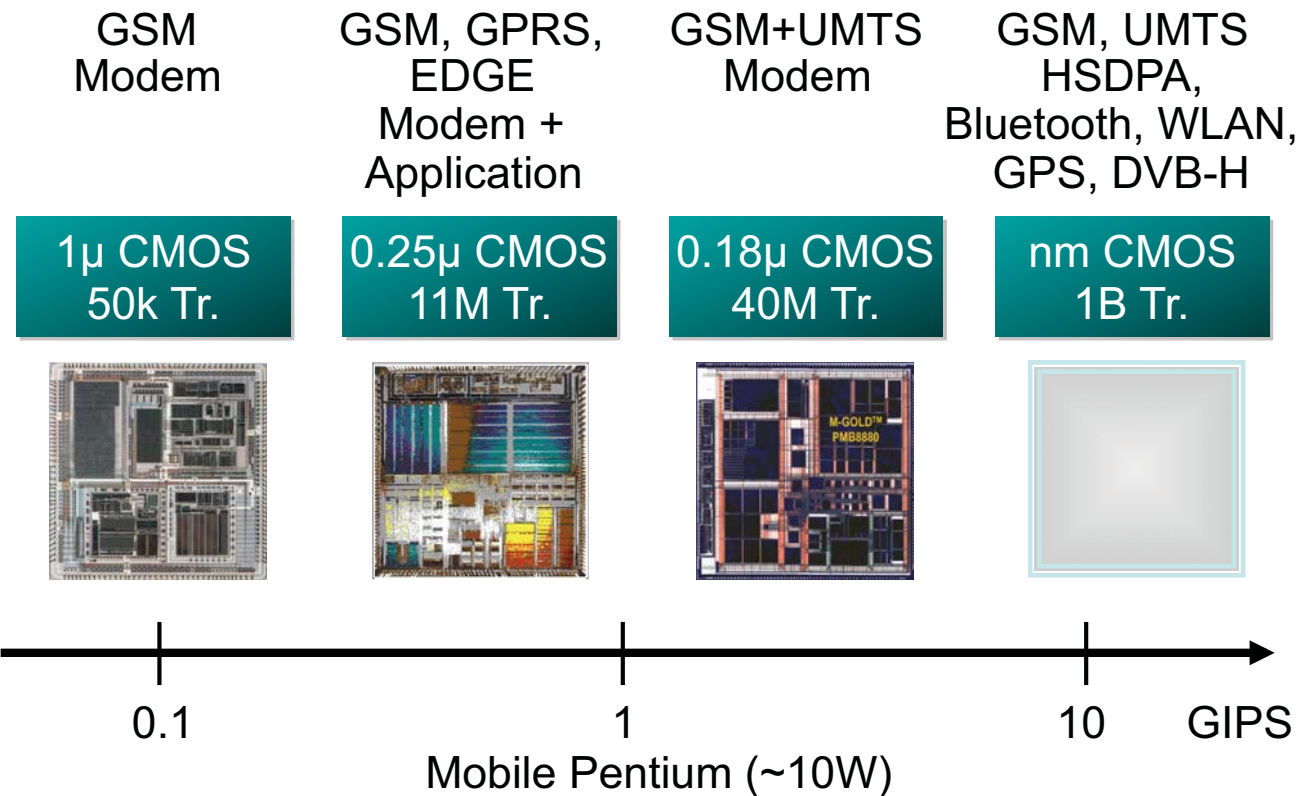 GSM
Modem
GSM, GPRS,
EDGE
Modem +
Application
GSM+UMTS
Modem
GSM, UMTS
HSDPA,
Bluetooth, WLAN,
GPS, DVB-H
1µ CMOS
50k Tr.
0.25µ CMOS
11M Tr.
0.18µ CMOS
40M Tr.
nm CMOS
1B Tr.
M-GOLD™
PMB8880
0.1
1
10
GIPS
Mobile Pentium (~10W)